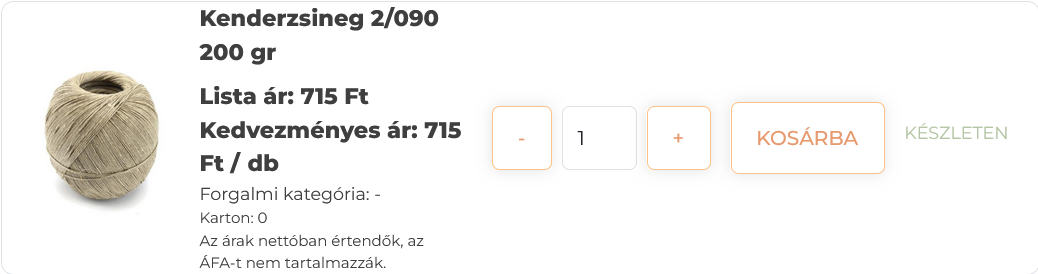 Kenderzsineg 2/090
200 gr
Lista ár: 715 Ft
Kedvezményes ár: 715
Ft / db
Forgalmi kategória: -
Karton: 0
Az árak nettóban értendők, az
ÁFA-t nem tartalmazzák.
- 1 + KOSÁRBA KÉSZLETEN